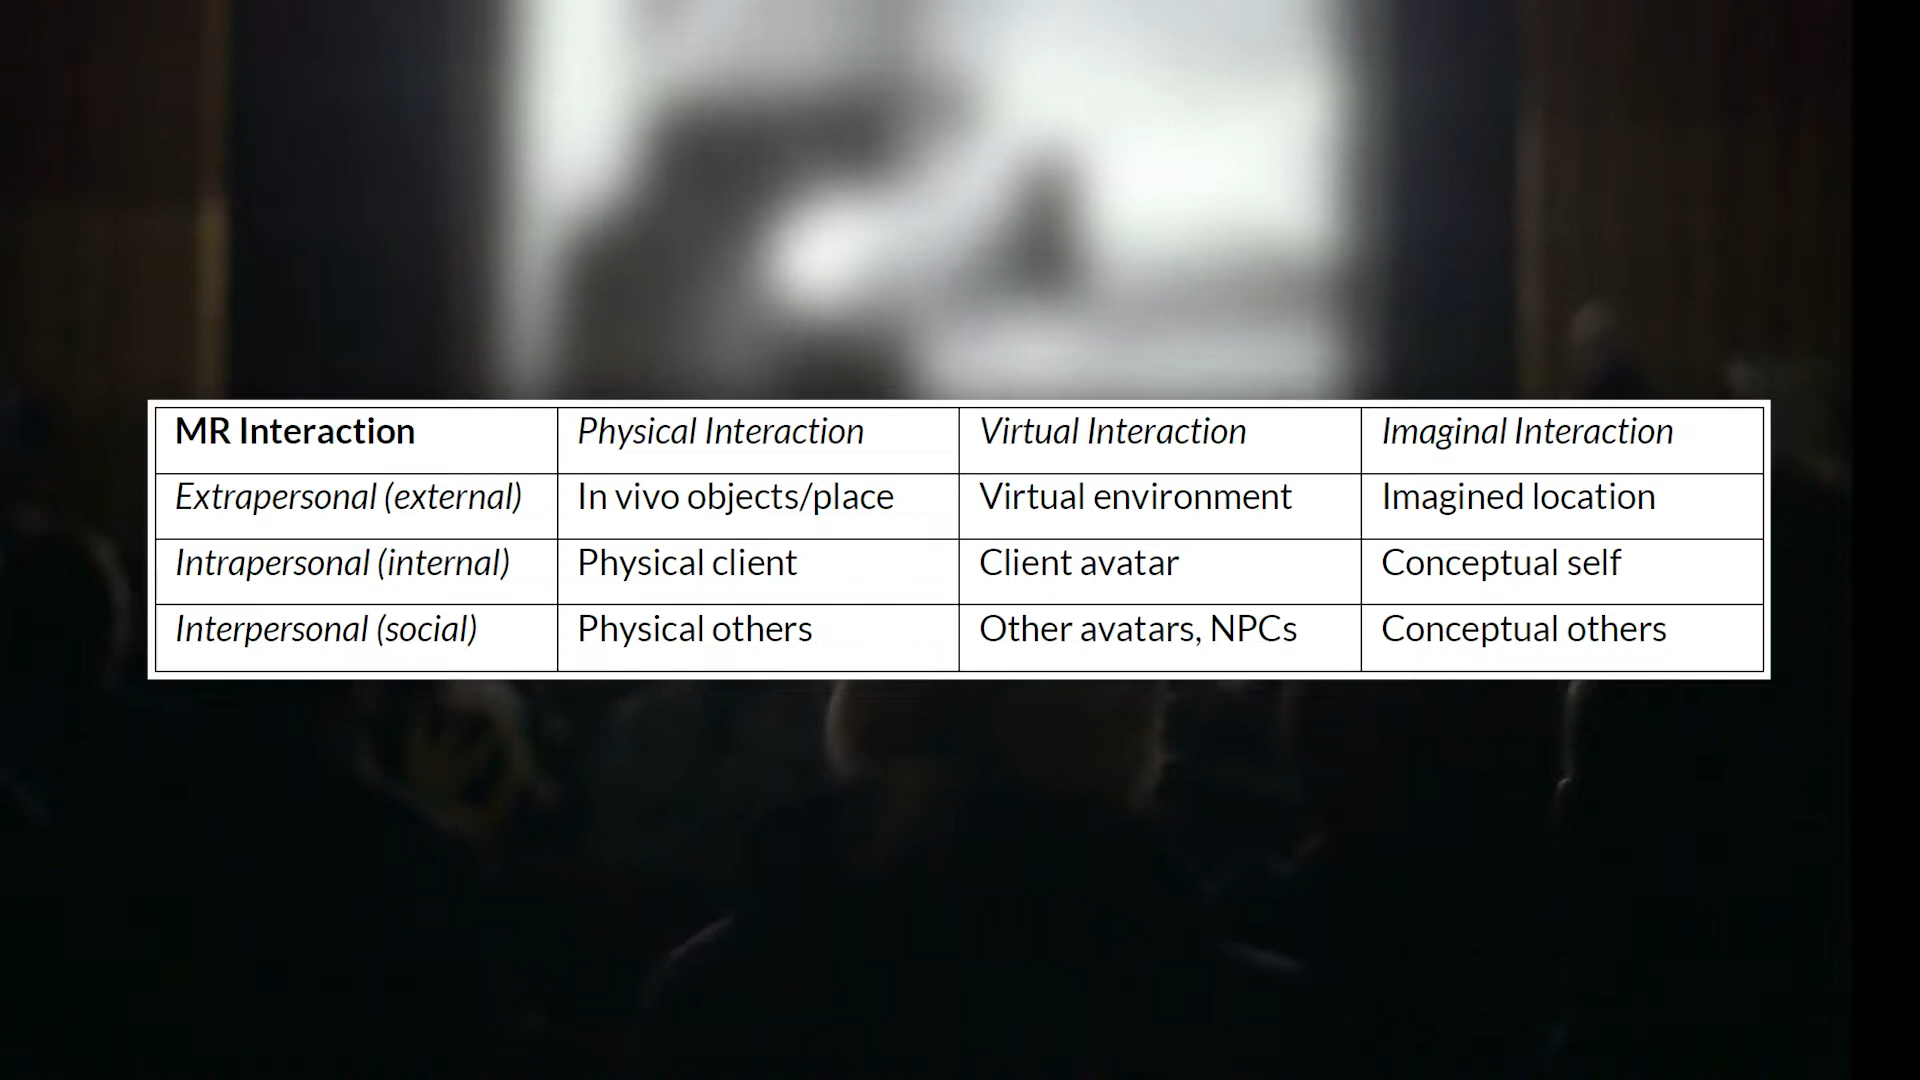 MR Interaction Physical Interaction Virtual Interaction Imaginal Interaction
Extrapersonal (external) In vivo objects/place Virtual environment Imagined location
Intrapersonal (internal) Physical client Client avatar Conceptual self
Interpersonal (social) Physical others Other avatars, NPCs Conceptual others